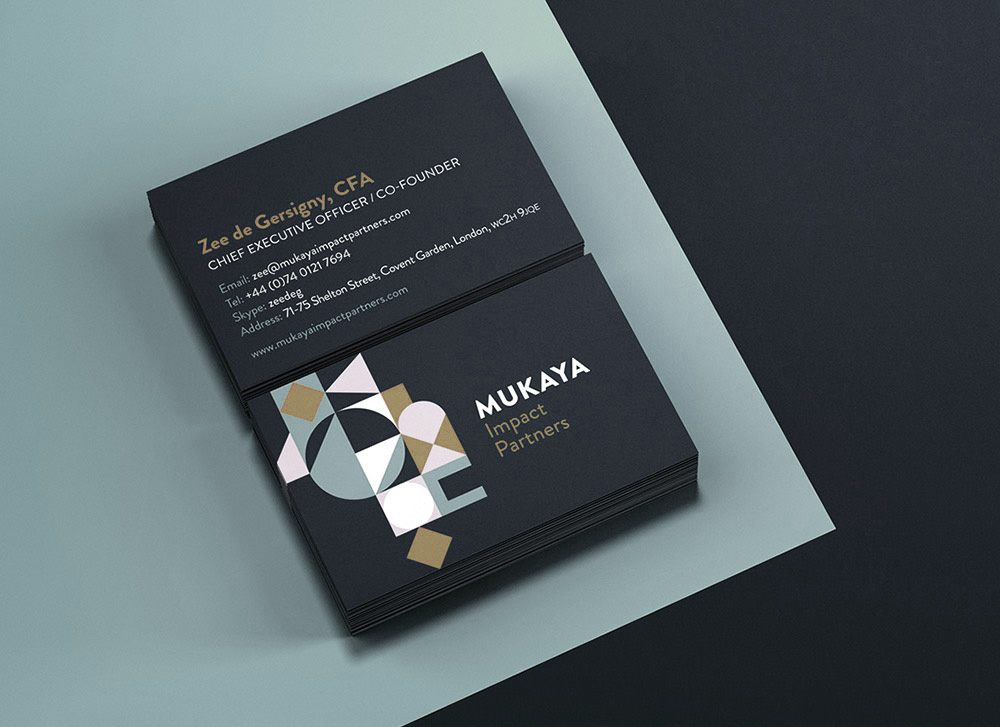 Zee de Gersigny, CFA
CHIEF EXECUTIVE OFFICER / CO-FOUNDER
Email: zee@mukayaimpactpartners.com
Tel: +44 (0)74 0121 7694
Skype: zeedeg
Address: 71-75 Shelton Street, Covent Garden, London, WC2H 9JQE
www.mukayaimpactpartners.com
MUKAYA
Impact
Partners